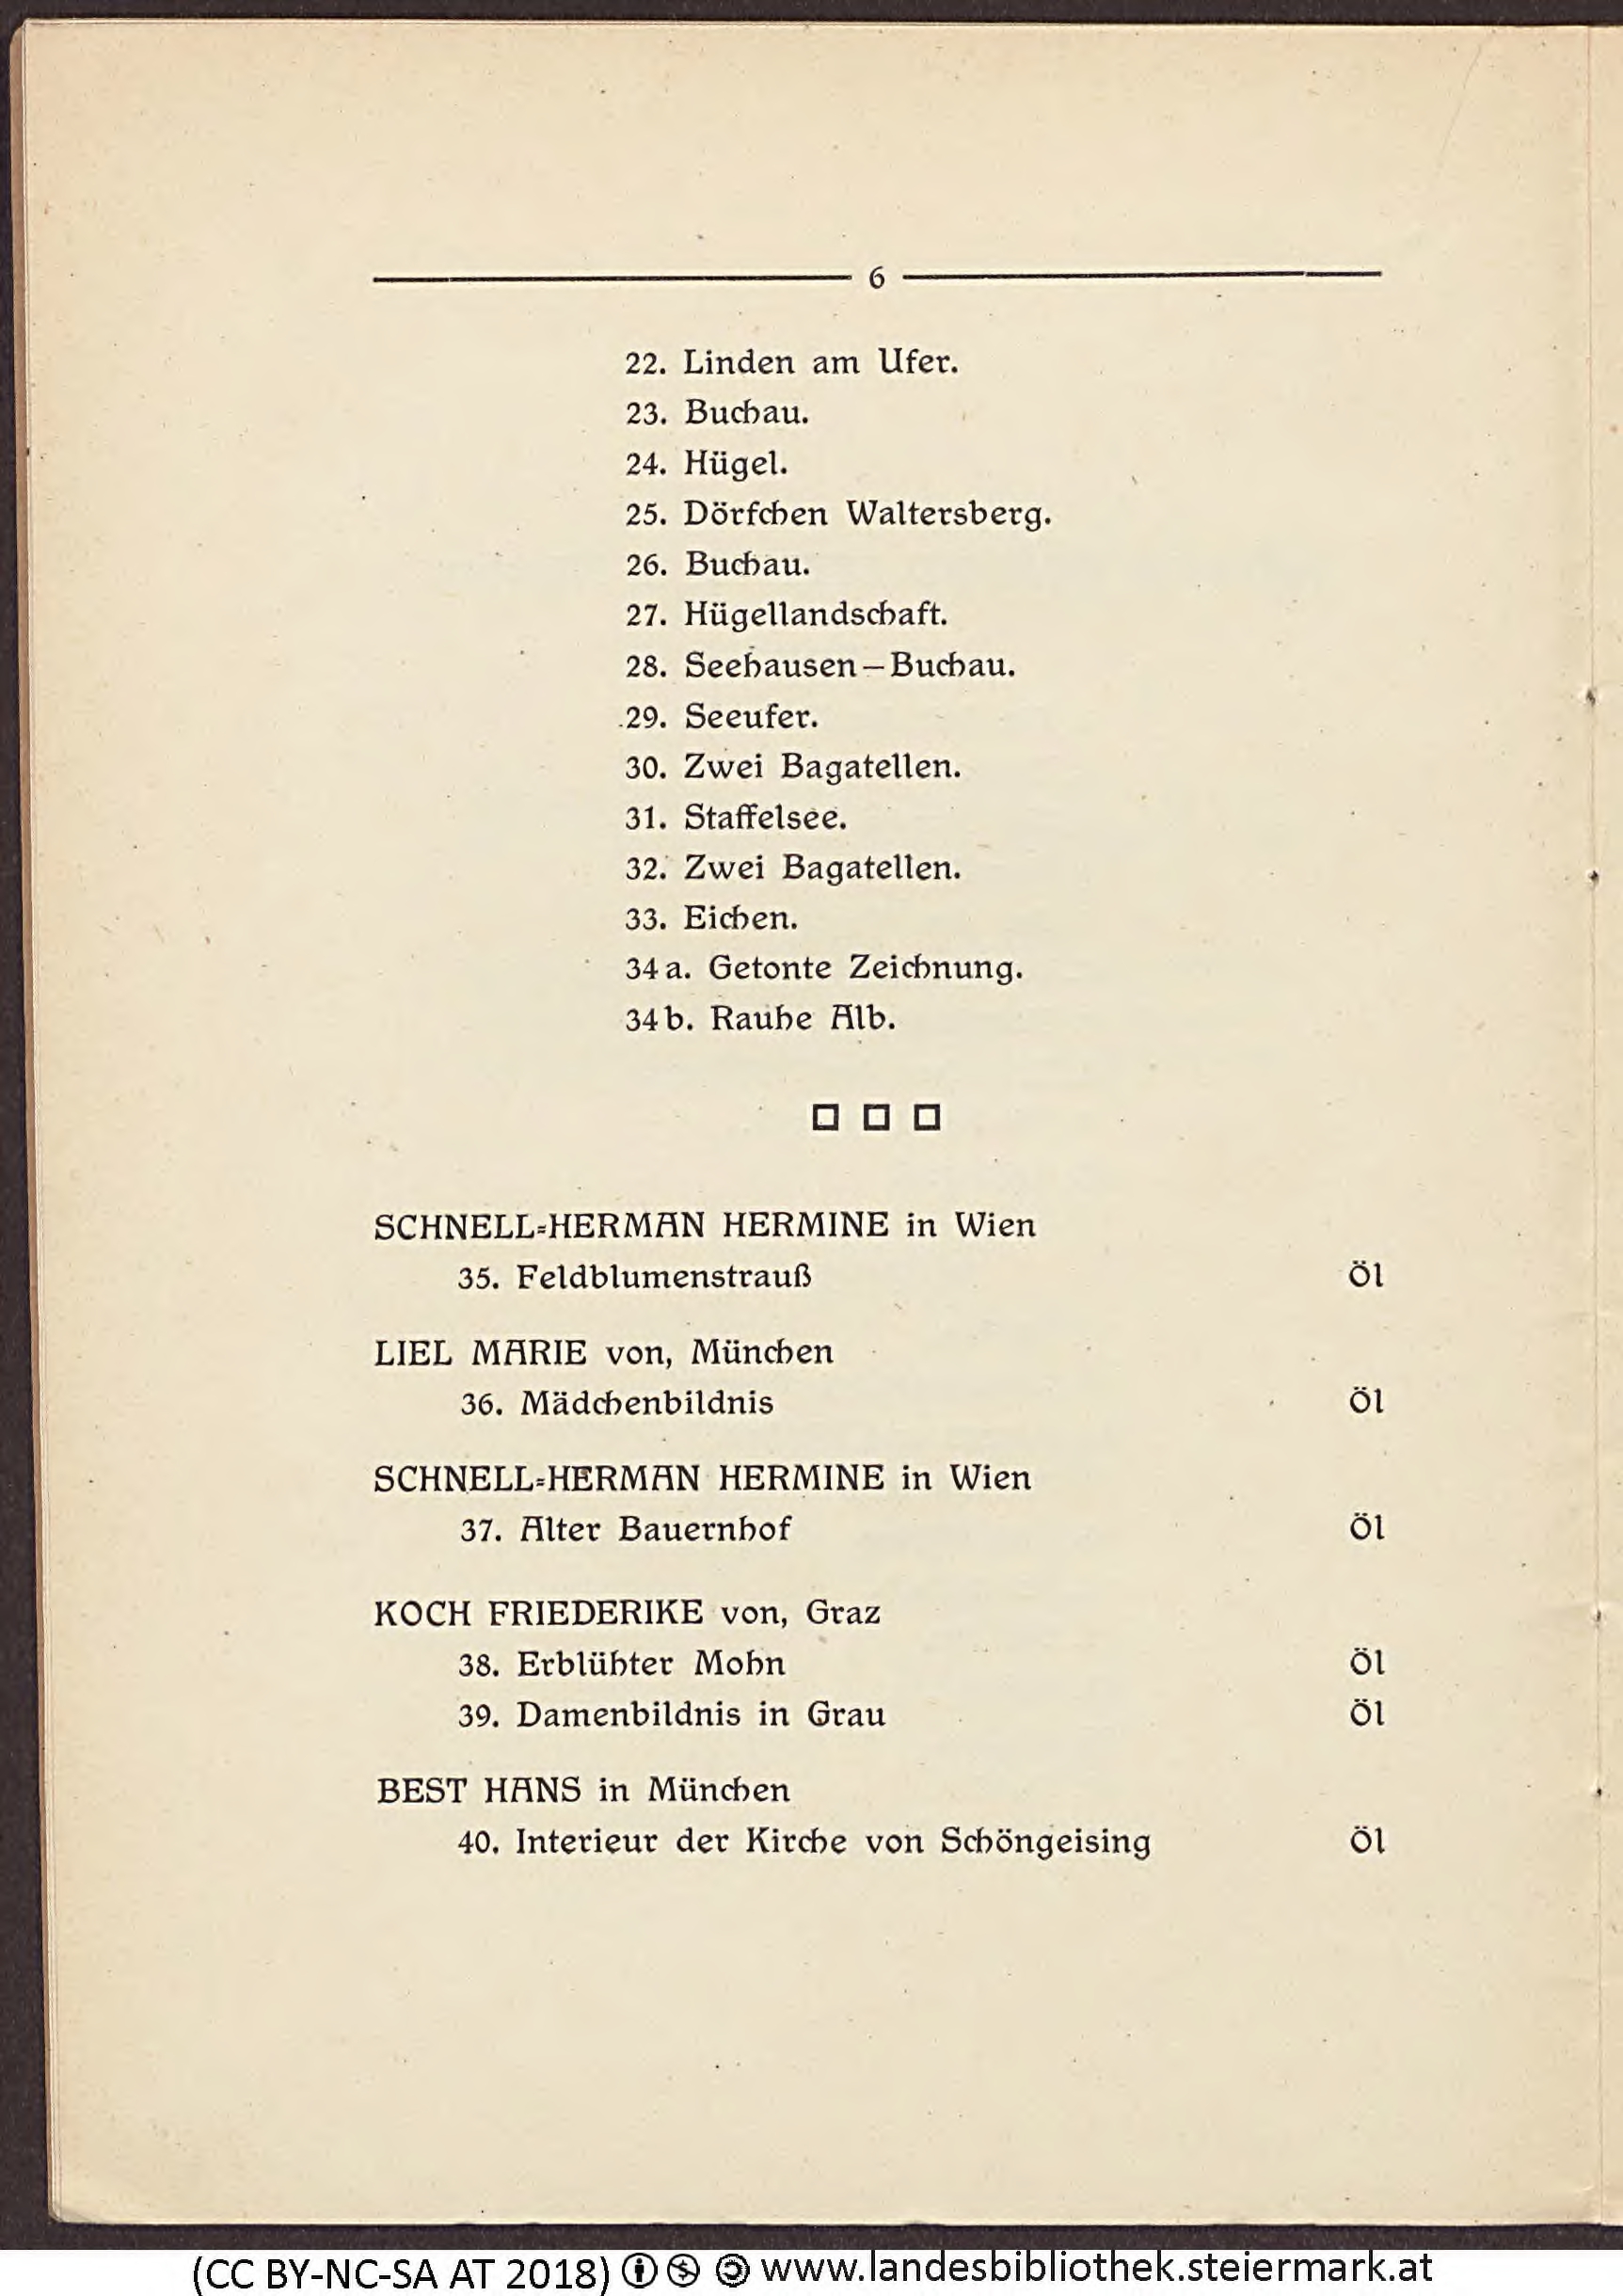 6
22. Linden am Ufer.
23. Buchau.
24. Hügel.
25. Dörfchen Waltersberg.
26. Buchau.
27. Hügellandschaft.
28. Seehausen – Buchau.
29. Seeufer.
30. Zwei Bagatellen.
31. Staffelsee.
32. Zwei Bagatellen.
33. Eichen.
34 a. Getonte Zeichnung.
34 b. Rauhe Alb.
SCHNELL=HERMAN HERMINE in Wien
35. Feldblumenstrauß Öl
LIEL MARIE von, München
36. Mädchenbildnis Öl
SCHNELL=HERMAN HERMINE in Wien
37. Alter Bauernhof Öl
KOCH FRIEDERIKE von, Graz
38. Erblühter Mohn Öl
39. Damenbildnis in Grau Öl
BEST HANS in München
40. Interieur der Kirche von Schöngeising Öl
(CC BY-NC-SA AT 2018) www.landesbibliothek.steiermark.at